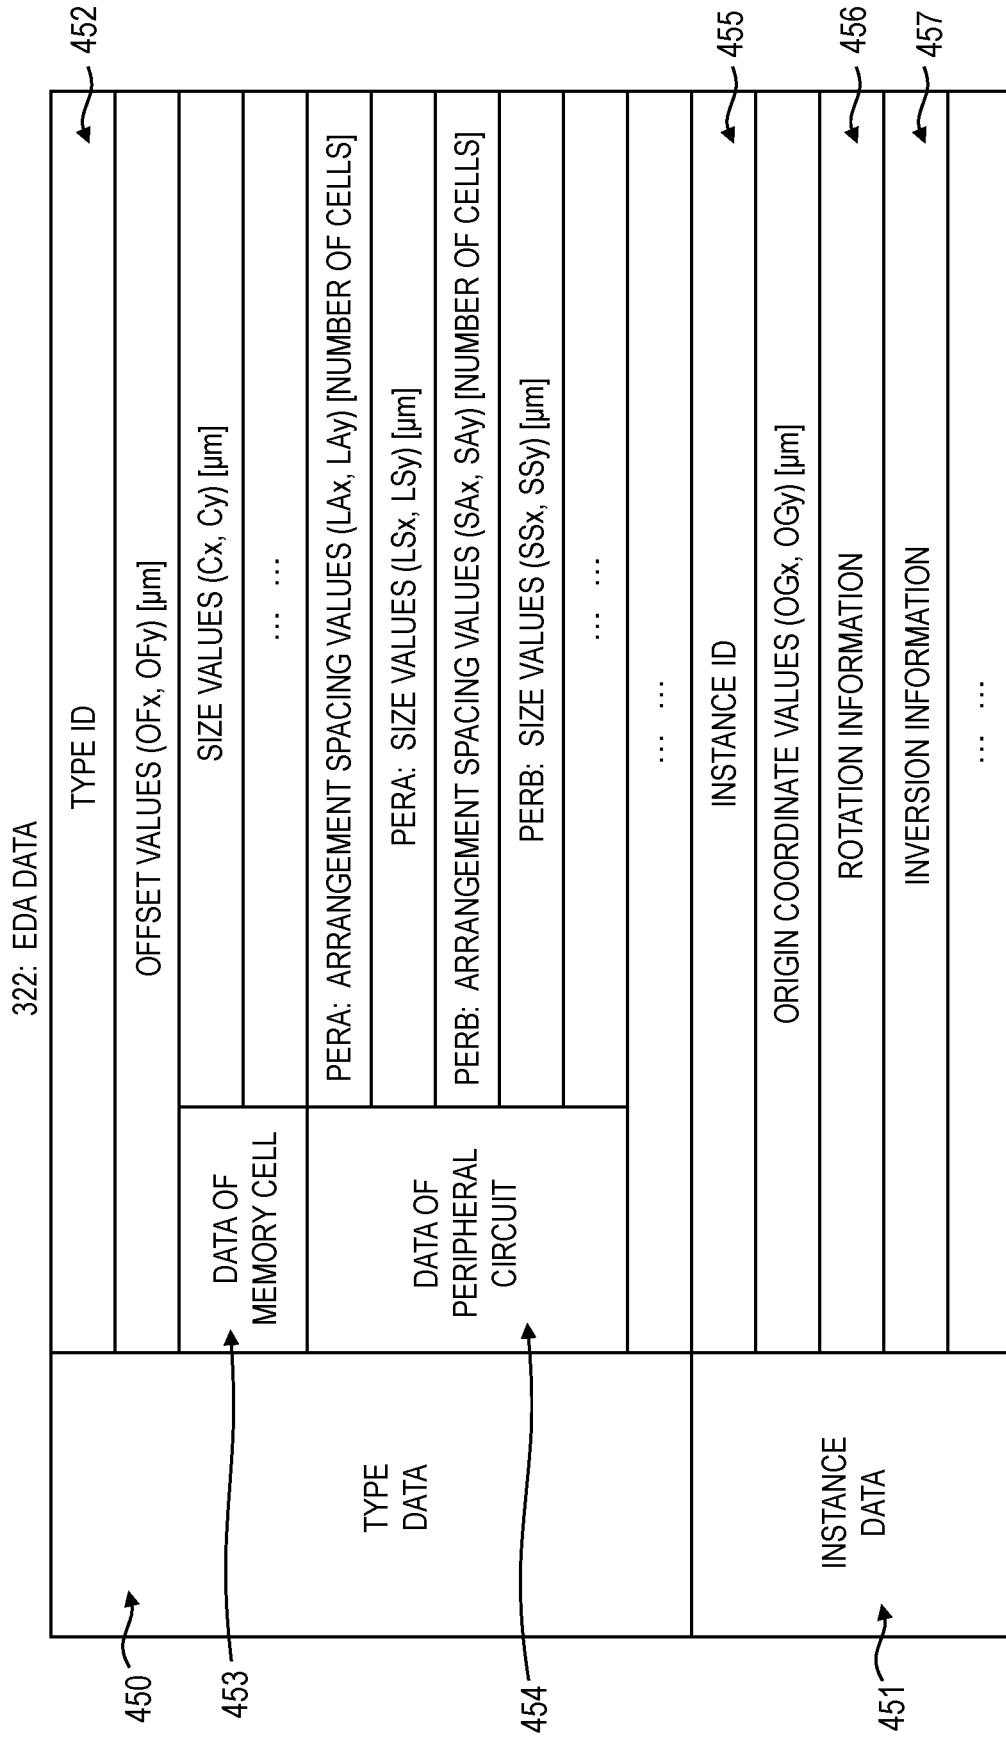 322: EDA DATA
450
TYPE
DATA
TYPE ID
452
OFFSET VALUES (OFx, OFy) [µm]
453
DATA OF
MEMORY CELL
SIZE VALUES (Cx, Cy) [µm]
... ...
454
DATA OF
PERIPHERAL
CIRCUIT
PERA: ARRANGEMENT SPACING VALUES (LAx, LAy) [NUMBER OF CELLS]
PERA: SIZE VALUES (LSx, LSy) [µm]
PERB: ARRANGEMENT SPACING VALUES (SAx, SAy) [NUMBER OF CELLS]
PERB: SIZE VALUES (SSx, SSy) [µm]
... ...
... ...
451
INSTANCE
DATA
INSTANCE ID
455
ORIGIN COORDINATE VALUES (OGx, OGy) [µm]
ROTATION INFORMATION
456
INVERSION INFORMATION
457
... ...